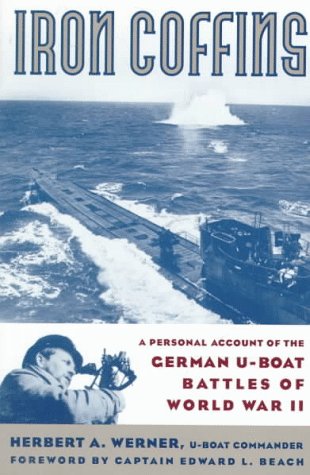 IRON COFFINS
A PERSONAL ACCOUNT OF THE
GERMAN U-BOAT
BATTLES OF
WORLD WAR II
HERBERT A. WERNER, U-BOAT COMMANDER
FOREWORD BY CAPTAIN EDWARD L. BEACH